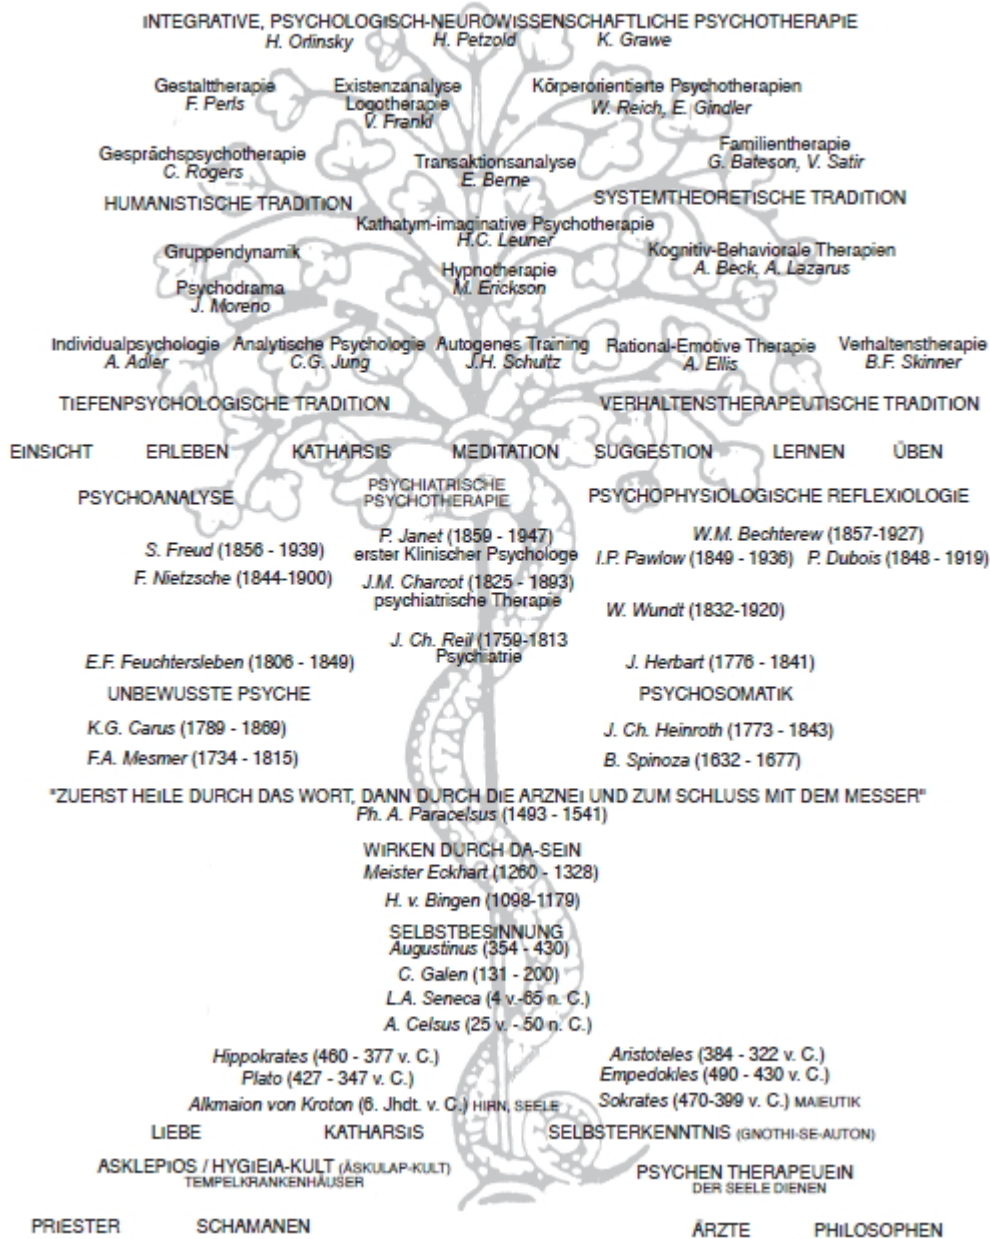 INTEGRATIVE, PSYCHOLOGISCH-NEUROWISSENSCHAFTLICHE PSYCHOTHERAPIE
H. Orlinsky H. Petzold K. Grawe
Gestalttherapie
F. Perls
Existenzanalyse
Logotherapie
V. Frankl
Körperorientierte Psychotherapien
W. Reich, E. Gindler
Gesprächspsychotherapie
C. Rogers
Transaktionsanalyse
E. Berne
Familientherapie
G. Bateson, V. Satir
HUMANISTISCHE TRADITION
SYSTEMTHEORETISCHE TRADITION
Kathatym-imaginative Psychotherapie
H.C. Leuner
Gruppendynamik
Kognitiv-Behaviorale Therapien
A. Beck, A. Lazarus
Hypnotherapie
M. Erickson
Psychodrama
J. Moreno
Individualpsychologie
A. Adler
Analytische Psychologie
C.G. Jung
Autogenes Training
J.H. Schultz
Rational-Emotive Therapie
A. Ellis
Verhaltenstherapie
B.F. Skinner
TIEFENPSYCHOLOGISCHE TRADITION
VERHALTENSTHERAPEUTISCHE TRADITION
EINSICHT ERLEBEN KATHARSIS MEDITATION SUGGESTION LERNEN ÜBEN
PSYCHOANALYSE
PSYCHIATRISCHE
PSYCHOTHERAPIE
PSYCHOPHYSIOLOGISCHE REFLEXIOLOGIE
S. Freud (1856 - 1939)
P. Janet (1859 - 1947)
erster Klinischer Psychologe
W.M. Bechterew (1857-1927)
I.P. Pawlow (1849 - 1936) P. Dubois (1848 - 1919)
F. Nietzsche (1844-1900)
J.M. Charcot (1825 - 1893)
psychiatrische Therapie
W. Wundt (1832-1920)
J. Ch. Reil (1759-1813
Psychiatrie
E.F. Feuchtersleben (1806 - 1849)
J. Herbart (1776 - 1841)
UNBEWUSSTE PSYCHE
PSYCHOSOMATIK
K.G. Carus (1789 - 1869)
J. Ch. Heinroth (1773 - 1843)
F.A. Mesmer (1734 - 1815)
B. Spinoza (1632 - 1677)
"ZUERST HEILE DURCH DAS WORT, DANN DURCH DIE ARZNEI UND ZUM SCHLUSS MIT DEM MESSER"
Ph. A. Paracelsus (1493 - 1541)
WIRKEN DURCH DA-SEIN
Meister Eckhart (1260 - 1328)
H. v. Bingen (1098-1179)
SELBSTBESINNUNG
Augustinus (354 - 430)
C. Galen (131 - 200)
L.A. Seneca (4 v.-65 n. C.)
A. Celsus (25 v. - 50 n. C.)
Hippokrates (460 - 377 v. C.)
Aristoteles (384 - 322 v. C.)
Plato (427 - 347 v. C.)
Empedokles (490 - 430 v. C.)
Alkmaion von Kroton (6. Jhdt. v. C.) HIRN, SEELE
Sokrates (470-399 v. C.) MAIEUTIK
LIEBE KATHARSIS SELBSTERKENNTNIS (GNOTHI-SE-AUTON)
ASKLEPIOS / HYGIEIA-KULT (ÄSKULAP-KULT)
TEMPELKRANKENHÄUSER
PSYCHEN THERAPEUEIN
DER SEELE DIENEN
PRIESTER SCHAMANEN ÄRZTE PHILOSOPHEN